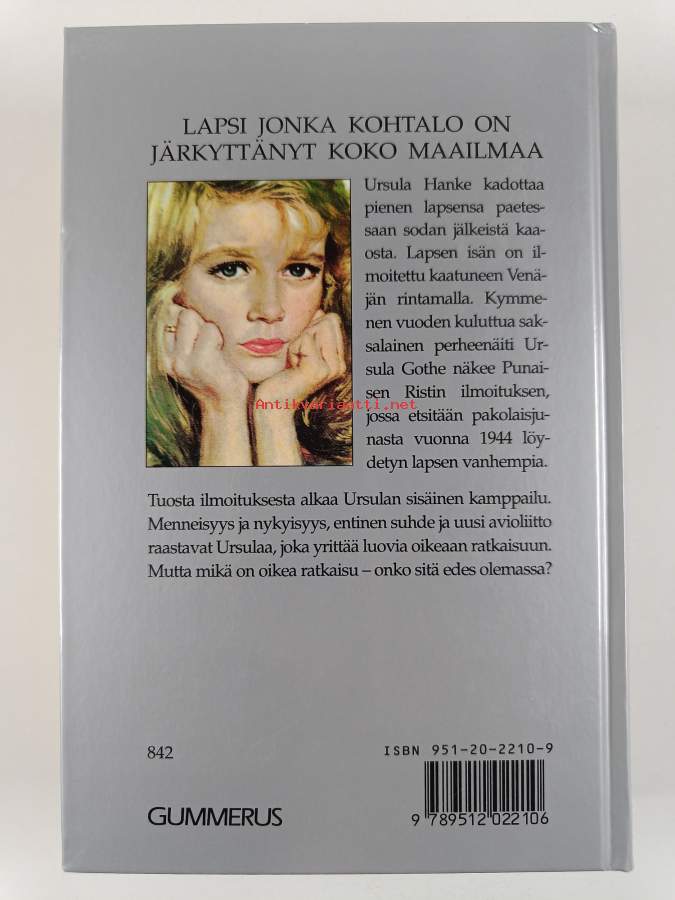 LAPSI JONKA KOHTALO ON
JÄRKYTTÄNYT KOKO MAAILMAA
Ursula Hanke kadottaa
pienen lapsensa paetes-
saan sodan jälkeistä kaa-
osta. Lapsen isän on il-
moitettu kaatuneen Venä-
jän rintamalla. Kymme-
nen vuoden kuluttua sak-
salainen perheenäiti Ur-
sula Gothe näkee Punai-
sen Ristin ilmoituksen,
jossa etsitään pakolaisju-
nasta vuonna 1944 löy-
detyn lapsen vanhempia.
Antikvariaatti.net
Tuosta ilmoituksesta alkaa Ursulan sisäinen kamppailu.
Menneisyys ja nykyisyys, entinen suhde ja uusi avioliitto
raastavat Ursulaa, joka yrittää luovia oikeaan ratkaisuun.
Mutta mikä on oikea ratkaisu – onko sitä edes olemassa?
842
ISBN 951-20-2210-9
GUMMERUS
9 789512 022106